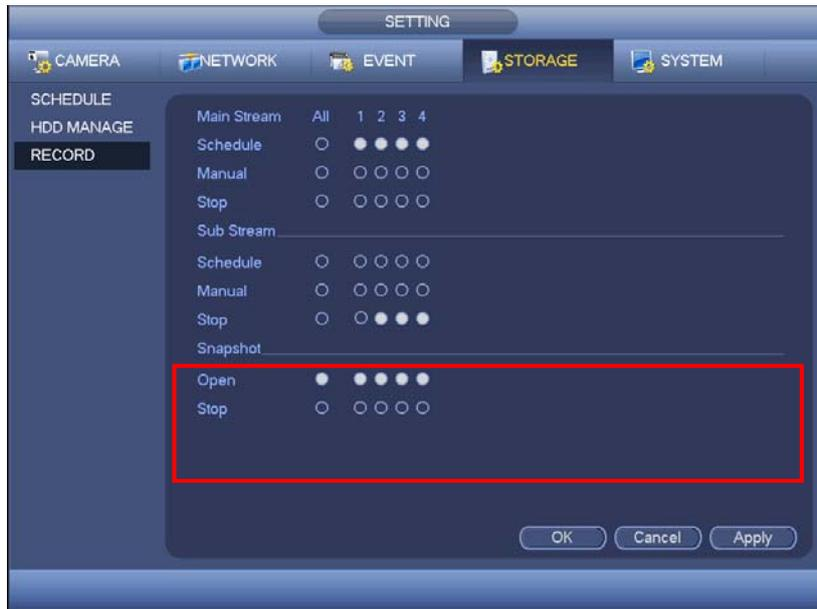 SETTING
CAMERA NETWORK EVENT STORAGE SYSTEM
SCHEDULE
HDD MANAGE
RECORD
Main Stream All 1 2 3 4
Schedule
Manual
Stop
Sub Stream
Schedule
Manual
Stop
Snapshot
Open
Stop
OK Cancel Apply